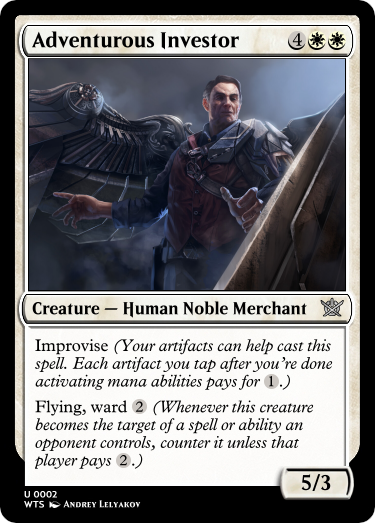 Adventurous Investor 4
Creature — Human Noble Merchant
Improvise (Your artifacts can help cast this
spell. Each artifact you tap after you're done
activating mana abilities pays for 1.)
Flying, ward 2 (Whenever this creature
becomes the target of a spell or ability an
opponent controls, counter it unless that
player pays 2.)
5/3
U 0002
WTS Andrey Lelyakov